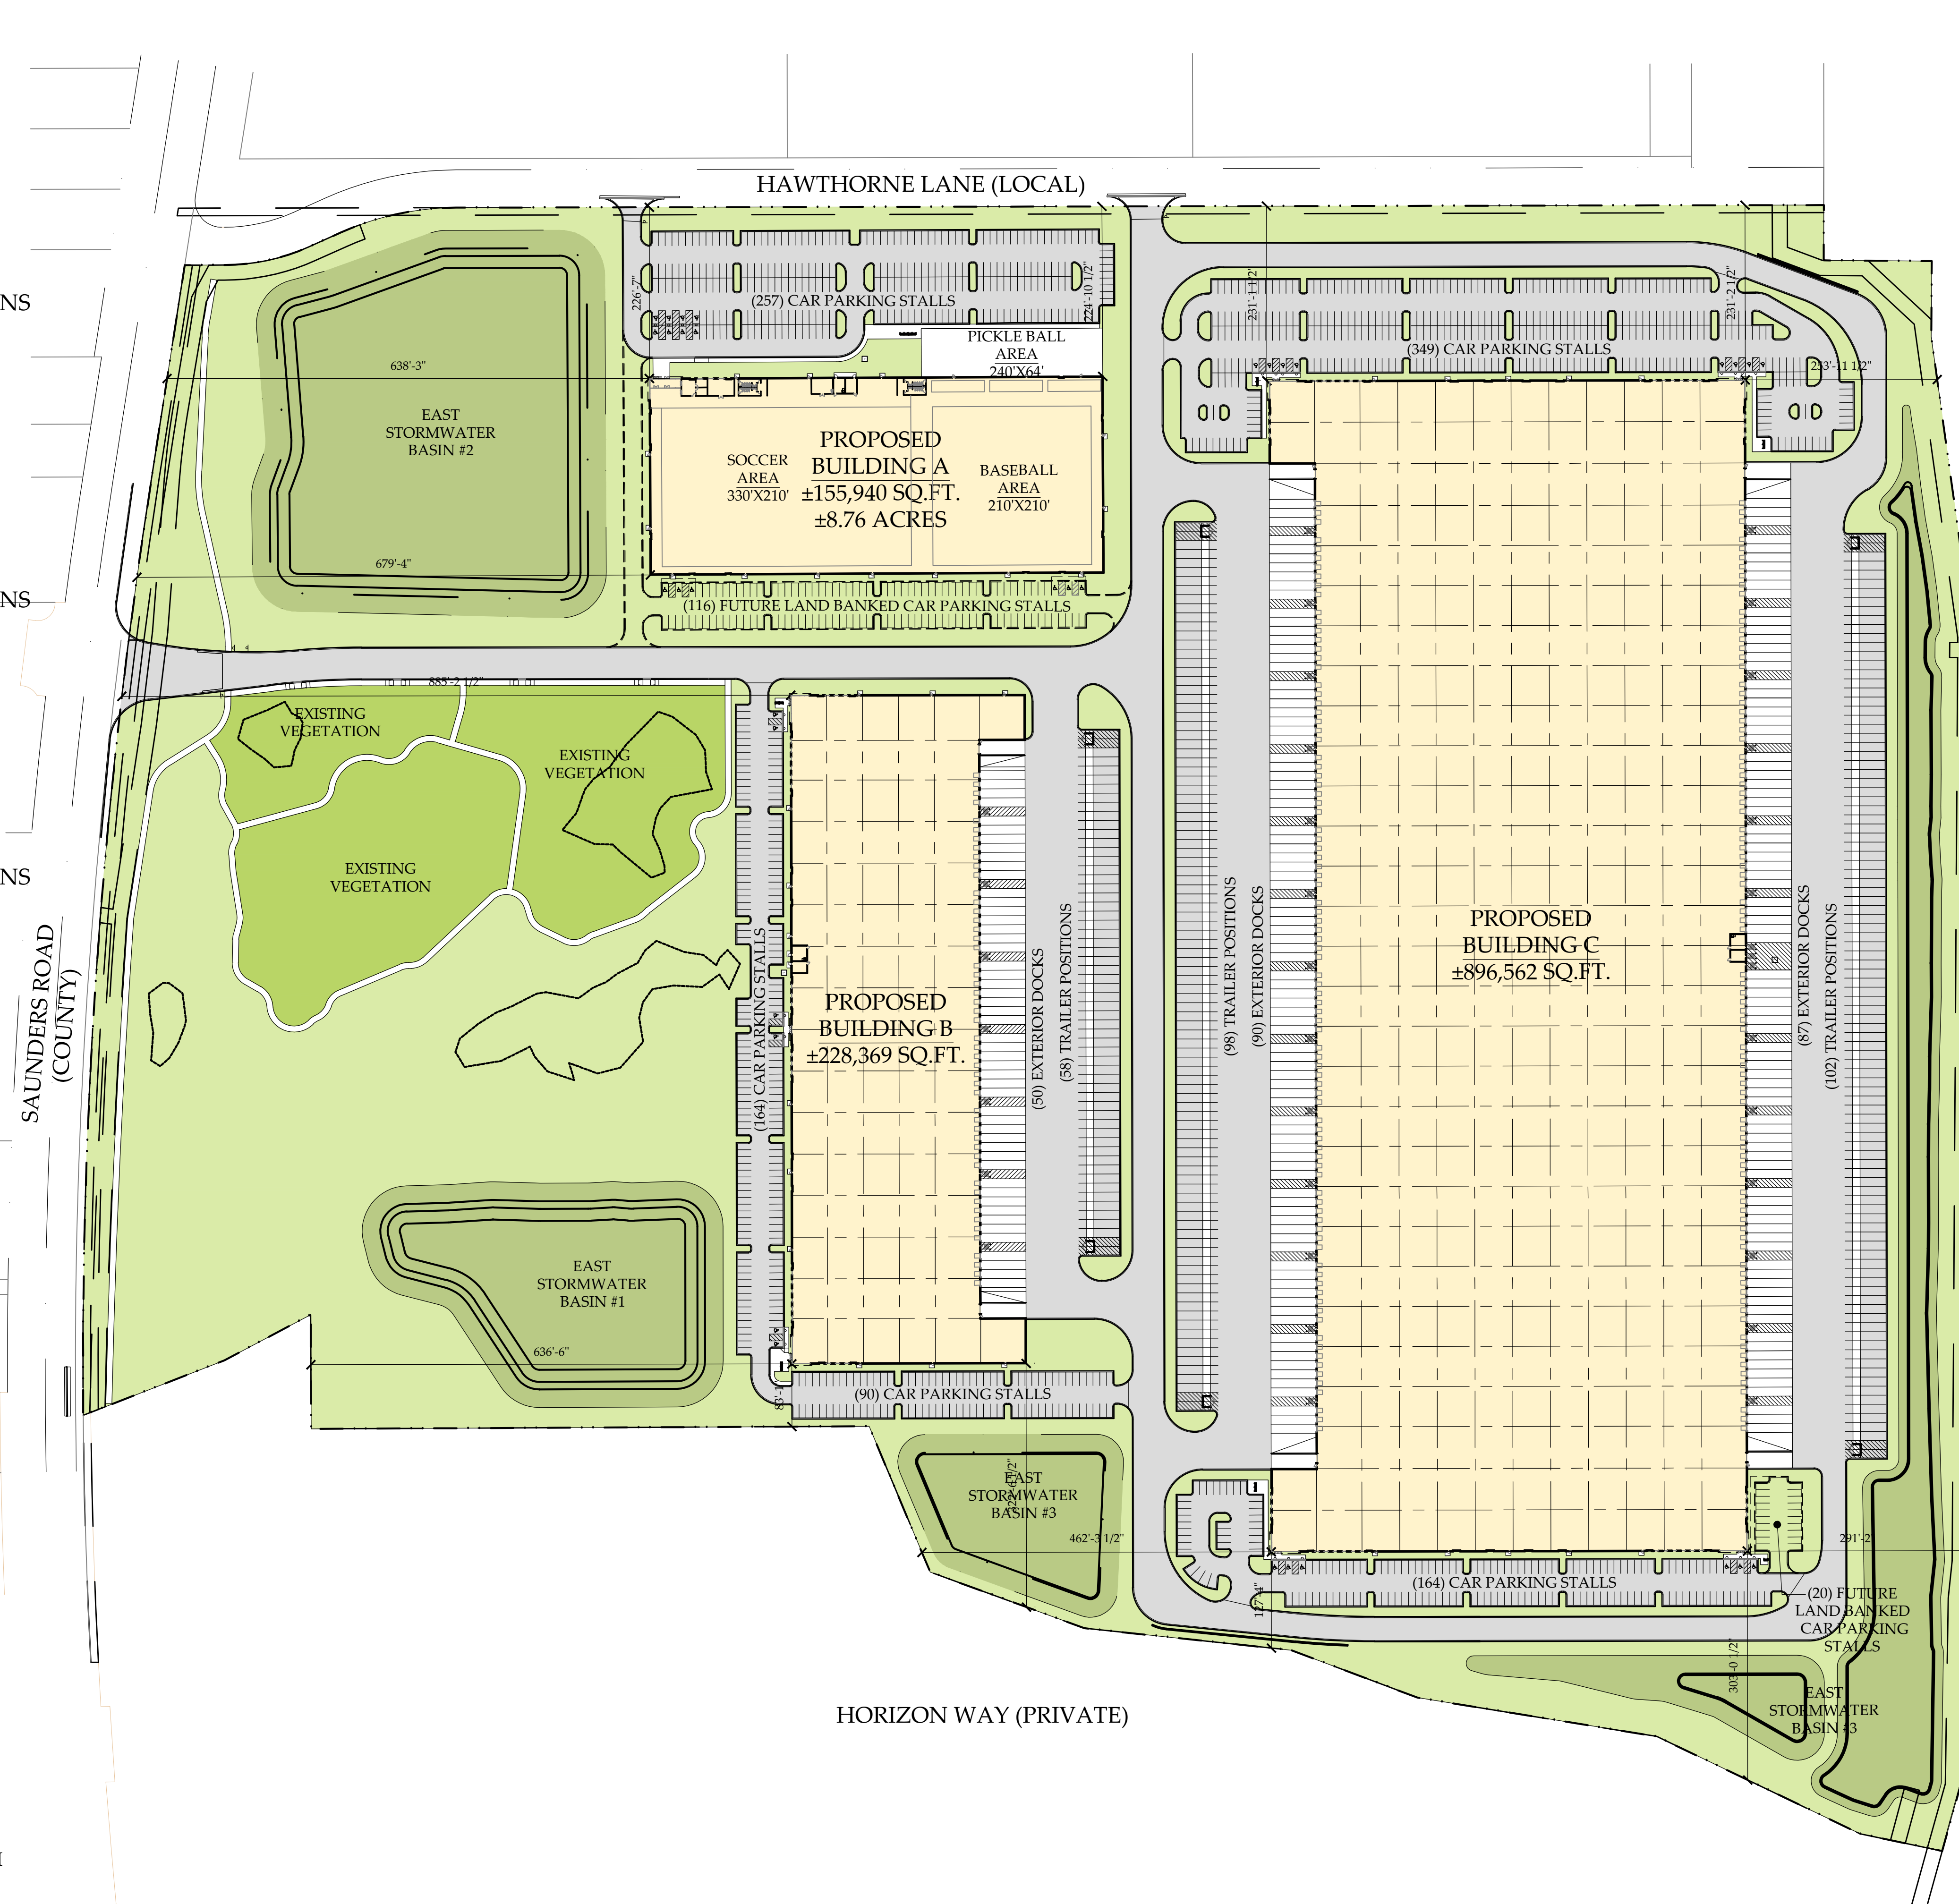 HAWTHORNE LANE (LOCAL)
NS
226'-7"
(257) CAR PARKING STALLS
224'-10 1/2"
231'-1 1/2"
231'-2 1/2"
PICKLE BALL
AREA
240'X64'
(349) CAR PARKING STALLS
638'-3"
253'-11 1/2"
EAST
STORMWATER
BASIN #2
PROPOSED
BUILDING A
±155,940 SQ.FT.
±8.76 ACRES
SOCCER
AREA
330'X210'
BASEBALL
AREA
210'X210'
679'-4"
NS
(116) FUTURE LAND BANKED CAR PARKING STALLS
885'-2 1/2"
EXISTING
VEGETATION
EXISTING
VEGETATION
EXISTING
VEGETATION
NS
SAUNDERS ROAD
(COUNTY)
(164) CAR PARKING STALLS
PROPOSED
BUILDING B
±228,369 SQ.FT.
(50) EXTERIOR DOCKS
(58) TRAILER POSITIONS
(98) TRAILER POSITIONS
(90) EXTERIOR DOCKS
PROPOSED
BUILDING C
±896,562 SQ.FT.
(87) EXTERIOR DOCKS
(102) TRAILER POSITIONS
EAST
STORMWATER
BASIN #1
636'-6"
(90) CAR PARKING STALLS
EAST
STORMWATER
BASIN #3
462'-3 1/2"
291'-2"
127'-4"
(164) CAR PARKING STALLS
(20) FUTURE
LAND BANKED
CAR PARKING
STALLS
303'-0 1/2"
EAST
STORMWATER
BASIN #3
HORIZON WAY (PRIVATE)